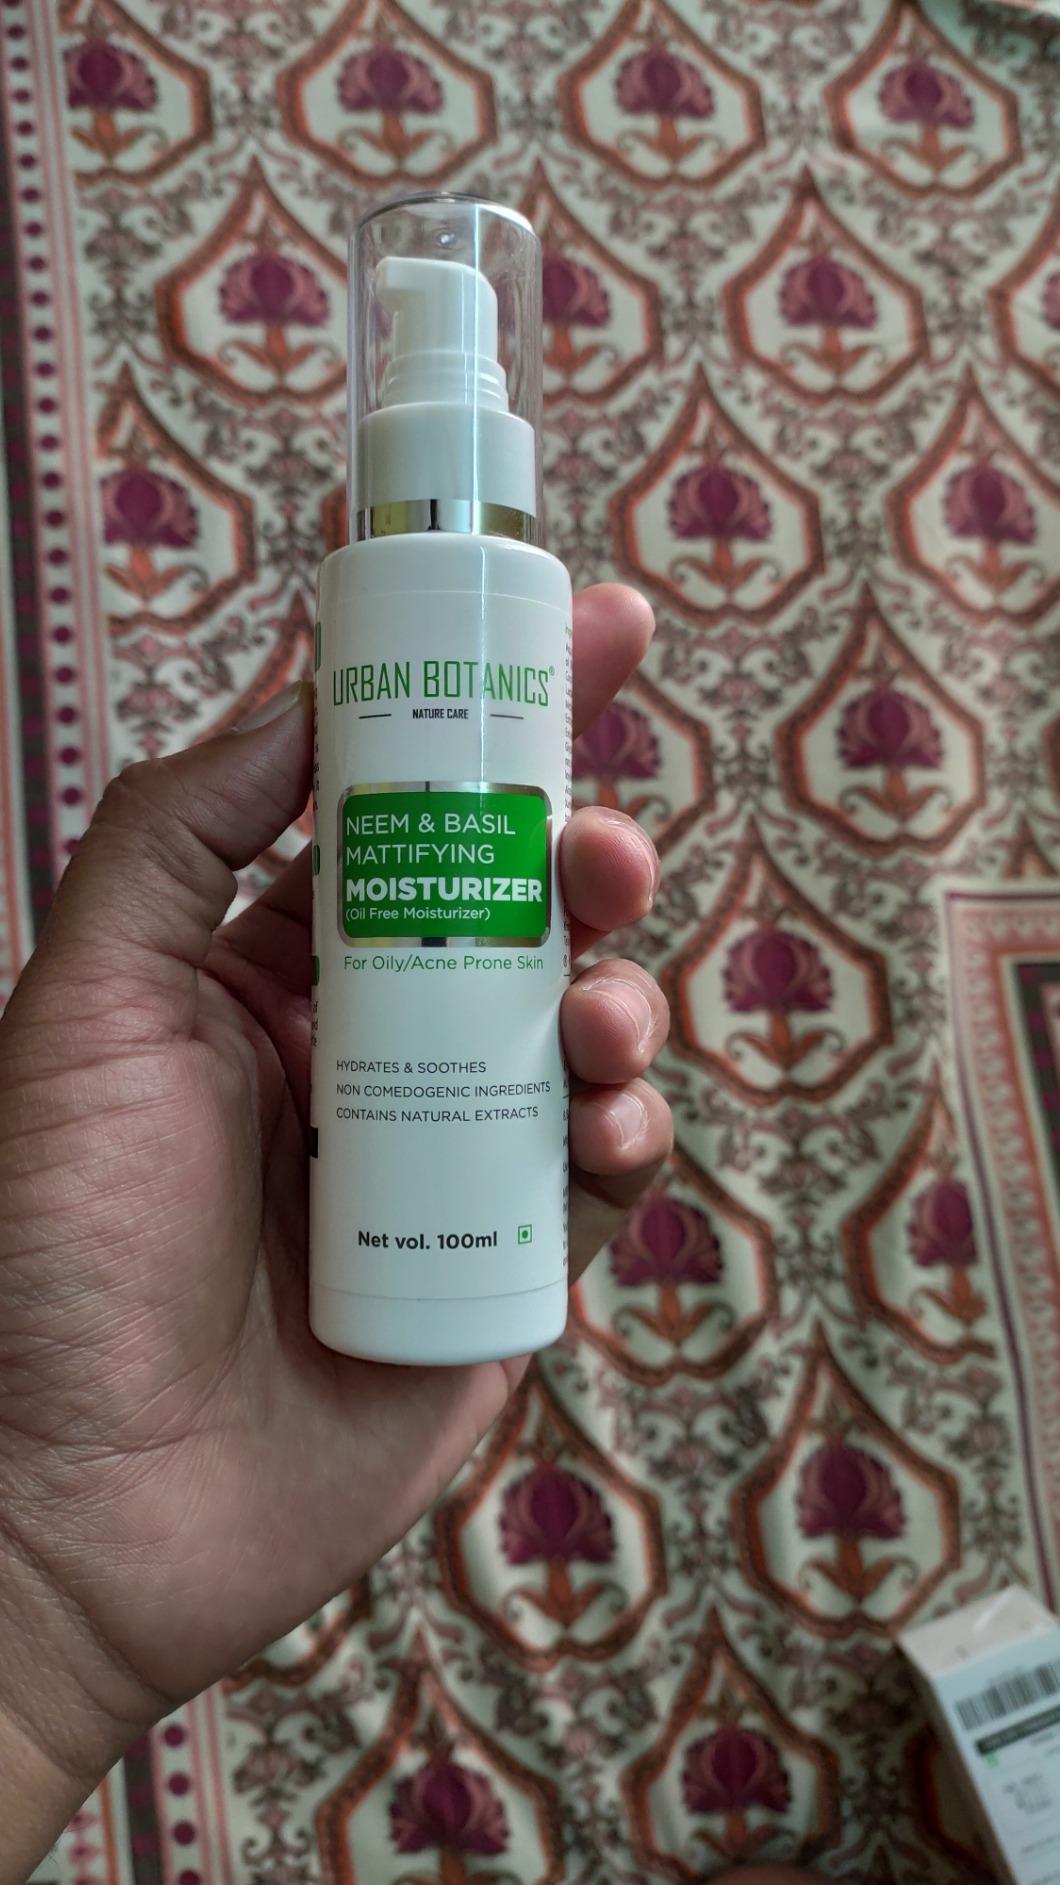 URBAN BOTANICS®
NATURE CARE
NEEM & BASIL
MATTIFYING
MOISTURIZER
(Oil Free Moisturizer)
For Oily/Acne Prone Skin
HYDRATES & SOOTHES
NON COMEDOGENIC INGREDIENTS
CONTAINS NATURAL EXTRACTS
Net vol. 100ml